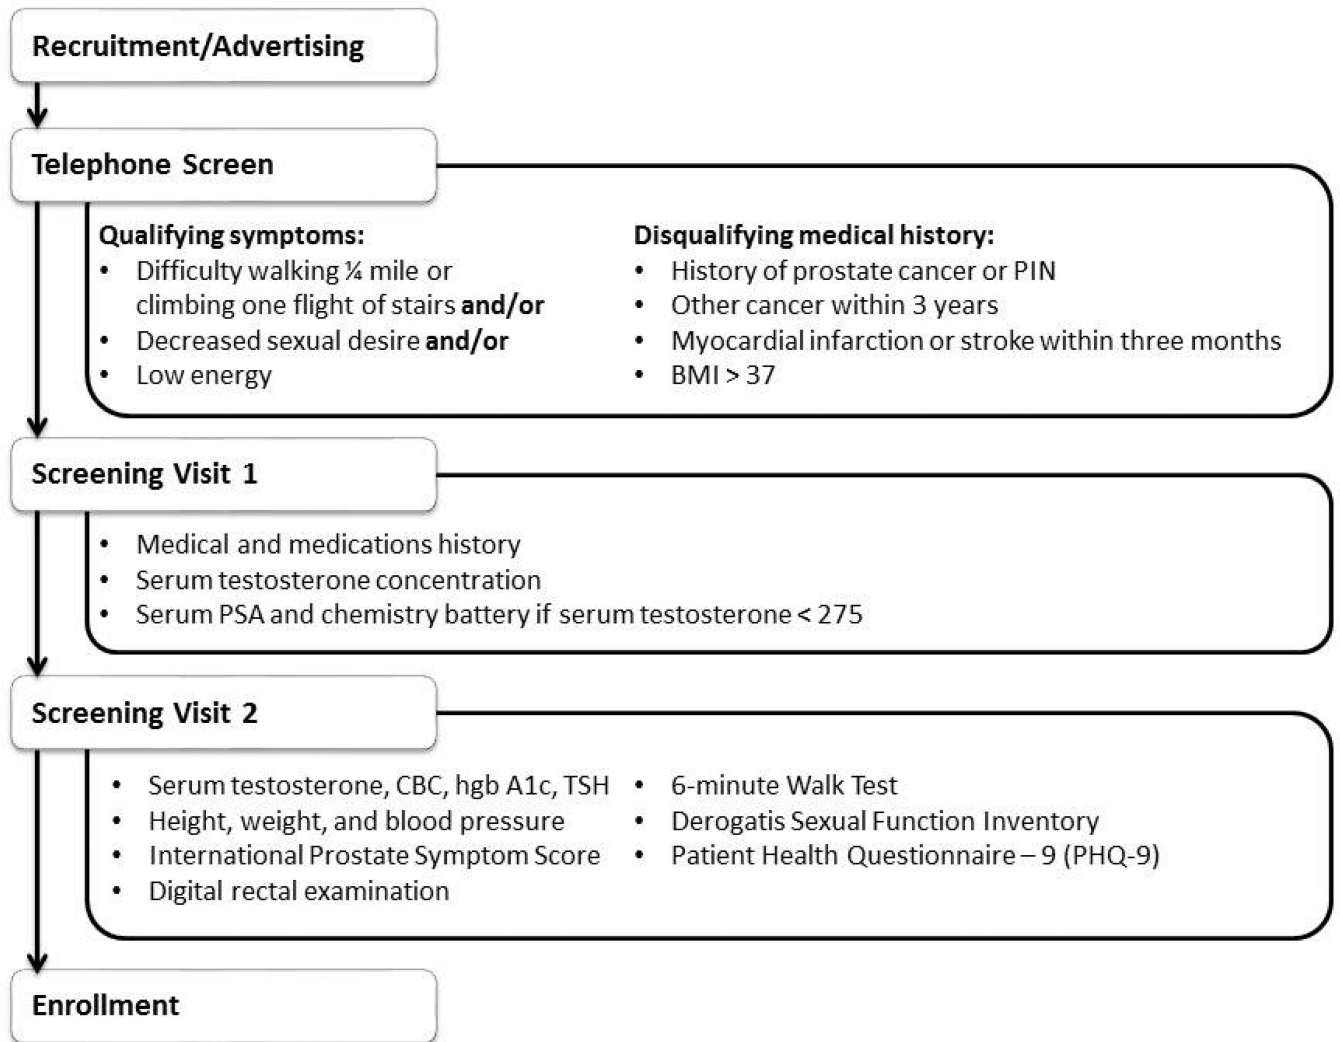 Recruitment/Advertising
Telephone Screen
Qualifying symptoms:
• Difficulty walking ¼ mile or
climbing one flight of stairs and/or
• Decreased sexual desire and/or
• Low energy
Disqualifying medical history:
• History of prostate cancer or PIN
• Other cancer within 3 years
• Myocardial infarction or stroke within three months
• BMI > 37
Screening Visit 1
• Medical and medications history
• Serum testosterone concentration
• Serum PSA and chemistry battery if serum testosterone < 275
Screening Visit 2
• Serum testosterone, CBC, hgb A1c, TSH
• Height, weight, and blood pressure
• International Prostate Symptom Score
• Digital rectal examination
• 6-minute Walk Test
• Derogatis Sexual Function Inventory
• Patient Health Questionnaire – 9 (PHQ-9)
Enrollment